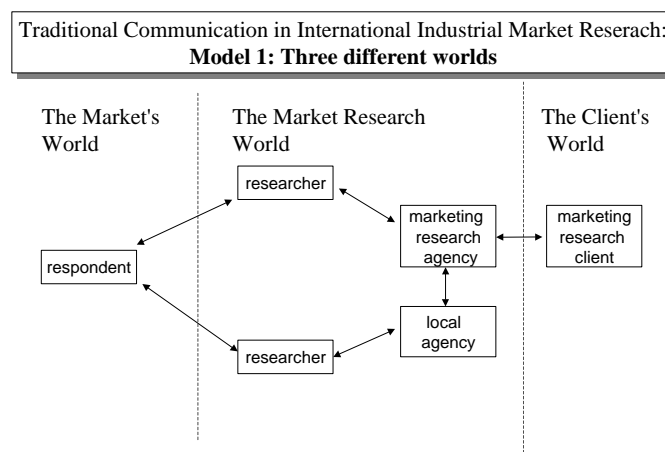 Traditional Communication in International Industrial Market Reserach:
Model 1: Three different worlds
The Market's
World
The Market Research
World
The Client's
World
researcher
marketing
research
agency
marketing
research
client
respondent
local
agency
researcher